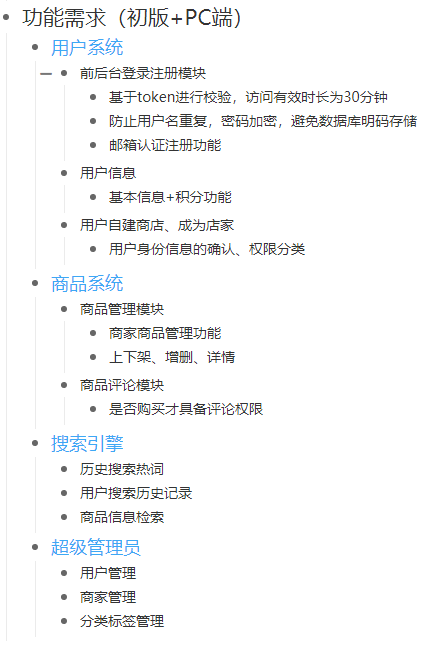 功能需求（初版+PC端）
用户系统
前后台登录注册模块
基于token进行校验，访问有效时长为30分钟
防止用户名重复，密码加密，避免数据库明码存储
邮箱认证注册功能
用户信息
基本信息+积分功能
用户自建商店、成为店家
用户身份信息的确认、权限分类
商品系统
商品管理模块
商家商品管理功能
上下架、增删、详情
商品评论模块
是否购买才具备评论权限
搜索引擎
历史搜索热词
用户搜索历史记录
商品信息检索
超级管理员
用户管理
商家管理
分类标签管理